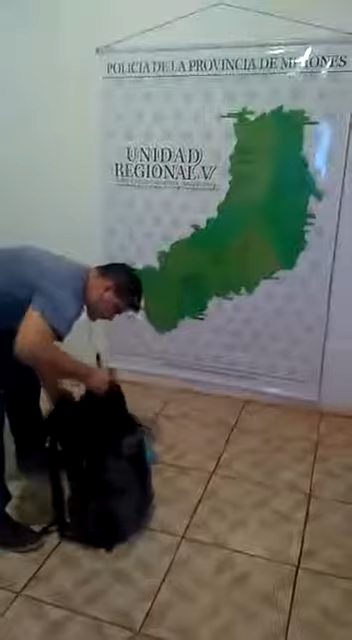 POLICIA DE LA PROVINCIA DE MISIONES
UNIDAD
REGIONAL V